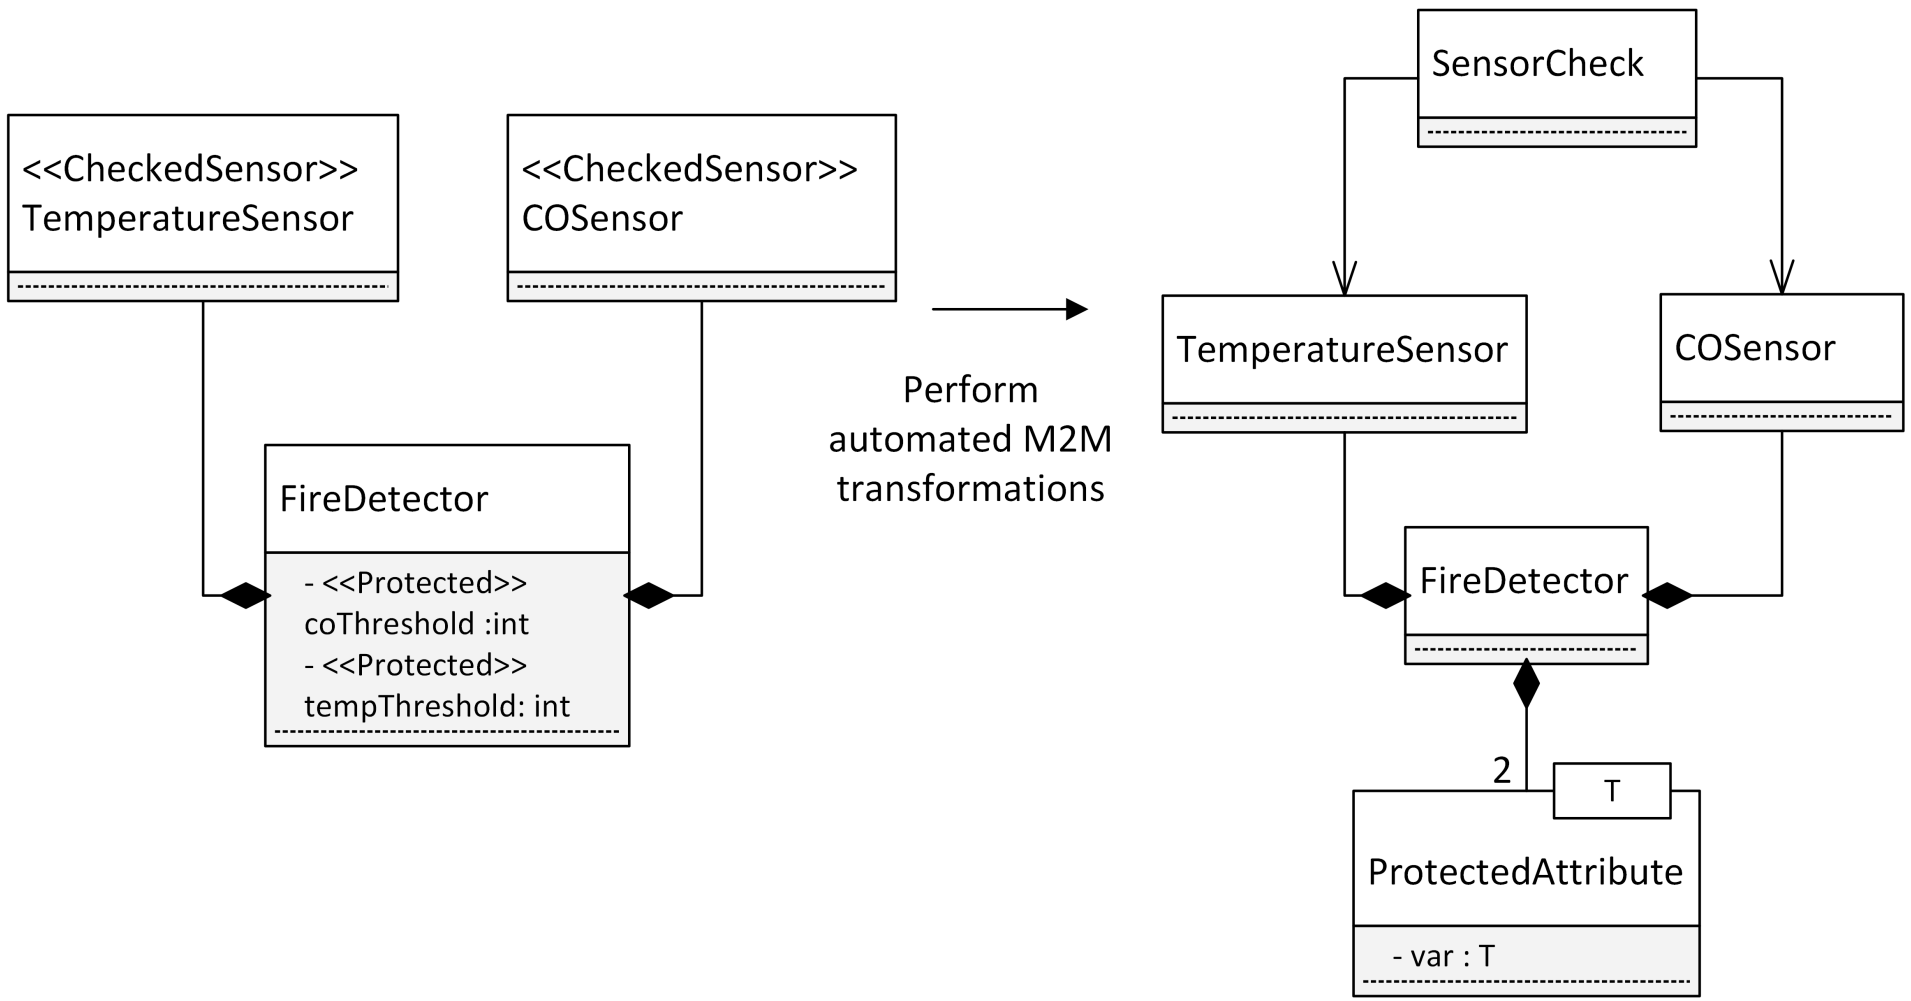 <<CheckedSensor>>
TemperatureSensor
<<CheckedSensor>>
COSensor
FireDetector
- <<Protected>>
coThreshold :int
- <<Protected>>
tempThreshold: int
Perform
automated M2M
transformations
SensorCheck
TemperatureSensor
COSensor
FireDetector
2
T
ProtectedAttribute
- var : T